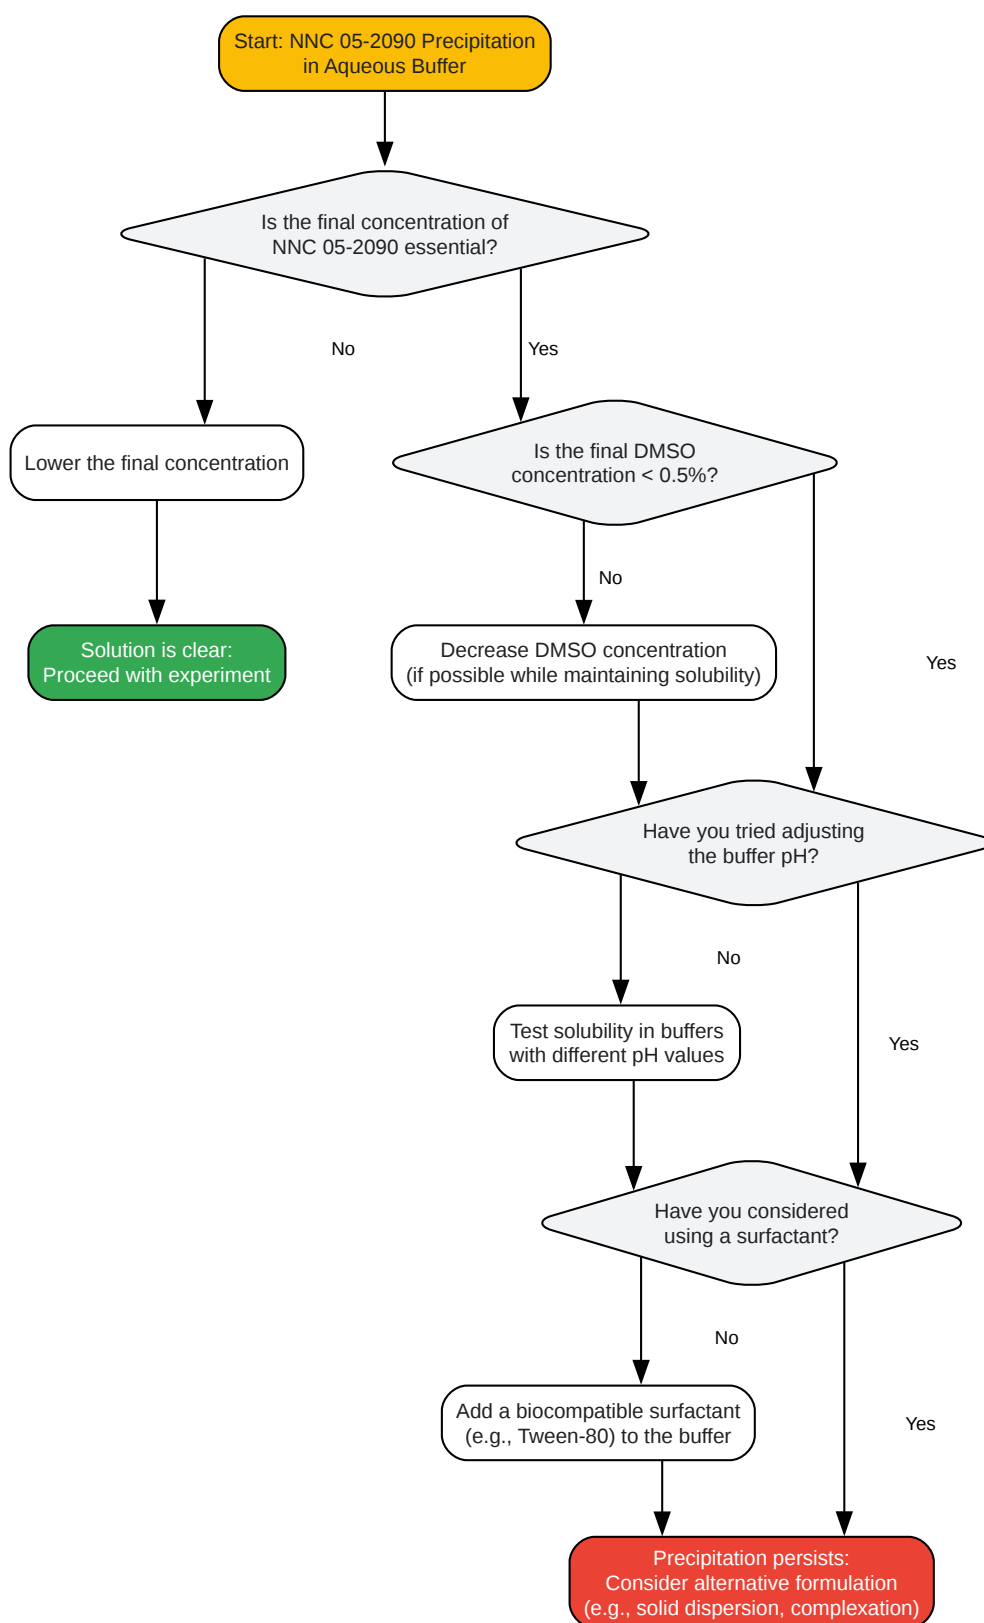 Start: NNC 05-2090 Precipitation
in Aqueous Buffer
Is the final concentration of
NNC 05-2090 essential?
No
Yes
Lower the final concentration
Is the final DMSO
concentration < 0.5%?
No
Solution is clear:
Proceed with experiment
Decrease DMSO concentration
(if possible while maintaining solubility)
Yes
Have you tried adjusting
the buffer pH?
No
Test solubility in buffers
with different pH values
Yes
Have you considered
using a surfactant?
No
Add a biocompatible surfactant
(e.g., Tween-80) to the buffer
Yes
Precipitation persists:
Consider alternative formulation
(e.g., solid dispersion, complexation)